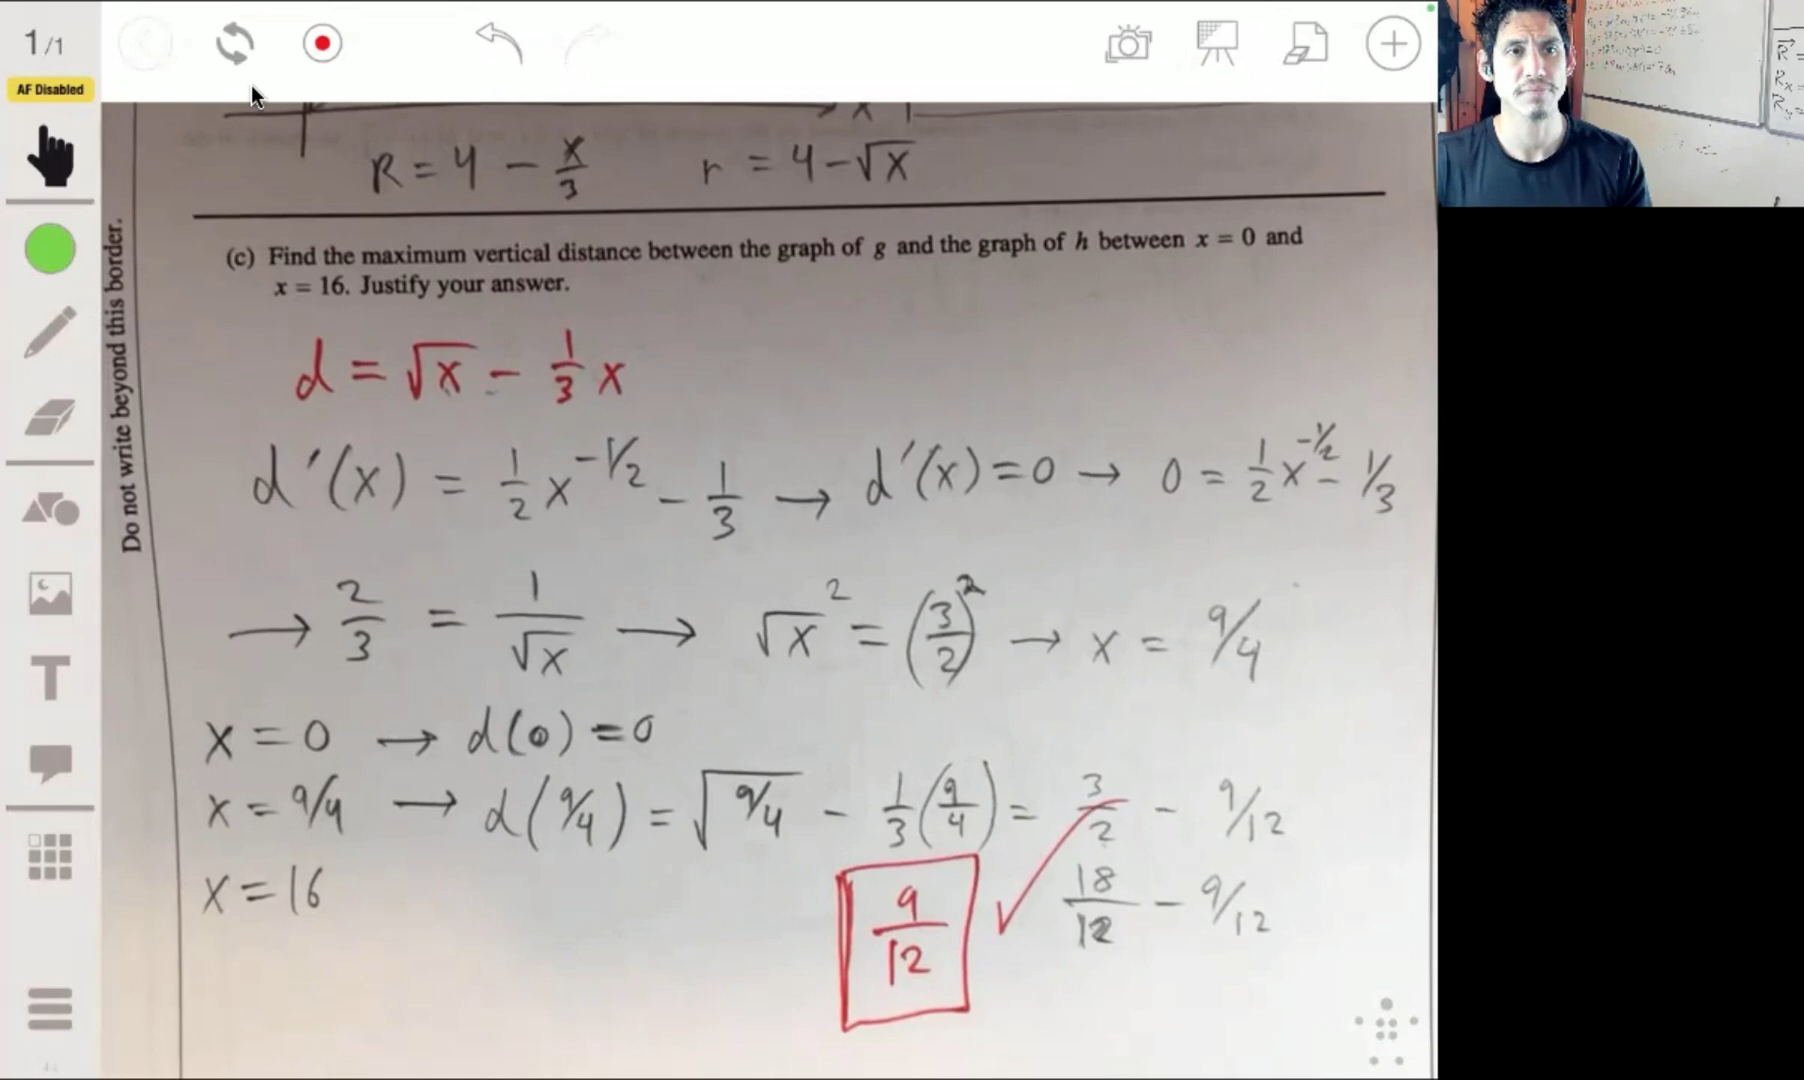 1/1
AF Disabled
T
R = 4 - x/3 r = 4 - √x
Do not write beyond this border.
(c) Find the maximum vertical distance between the graph of g and the graph of h between x = 0 and
x = 16. Justify your answer.
d = √x - 1/3 x
d'(x) = 1/2 x^-1/2 - 1/3 → d'(x) = 0 → 0 = 1/2 x^-1/2 - 1/3
→ 2/3 = 1/√x → √x^2 = (3/2)^2 → x = 9/4
x = 0 → d(0) = 0
x = 9/4 → d(9/4) = √9/4 - 1/3(9/4) = 3/2 - 9/12
x = 16
9/12 ✓ 18/12 - 9/12